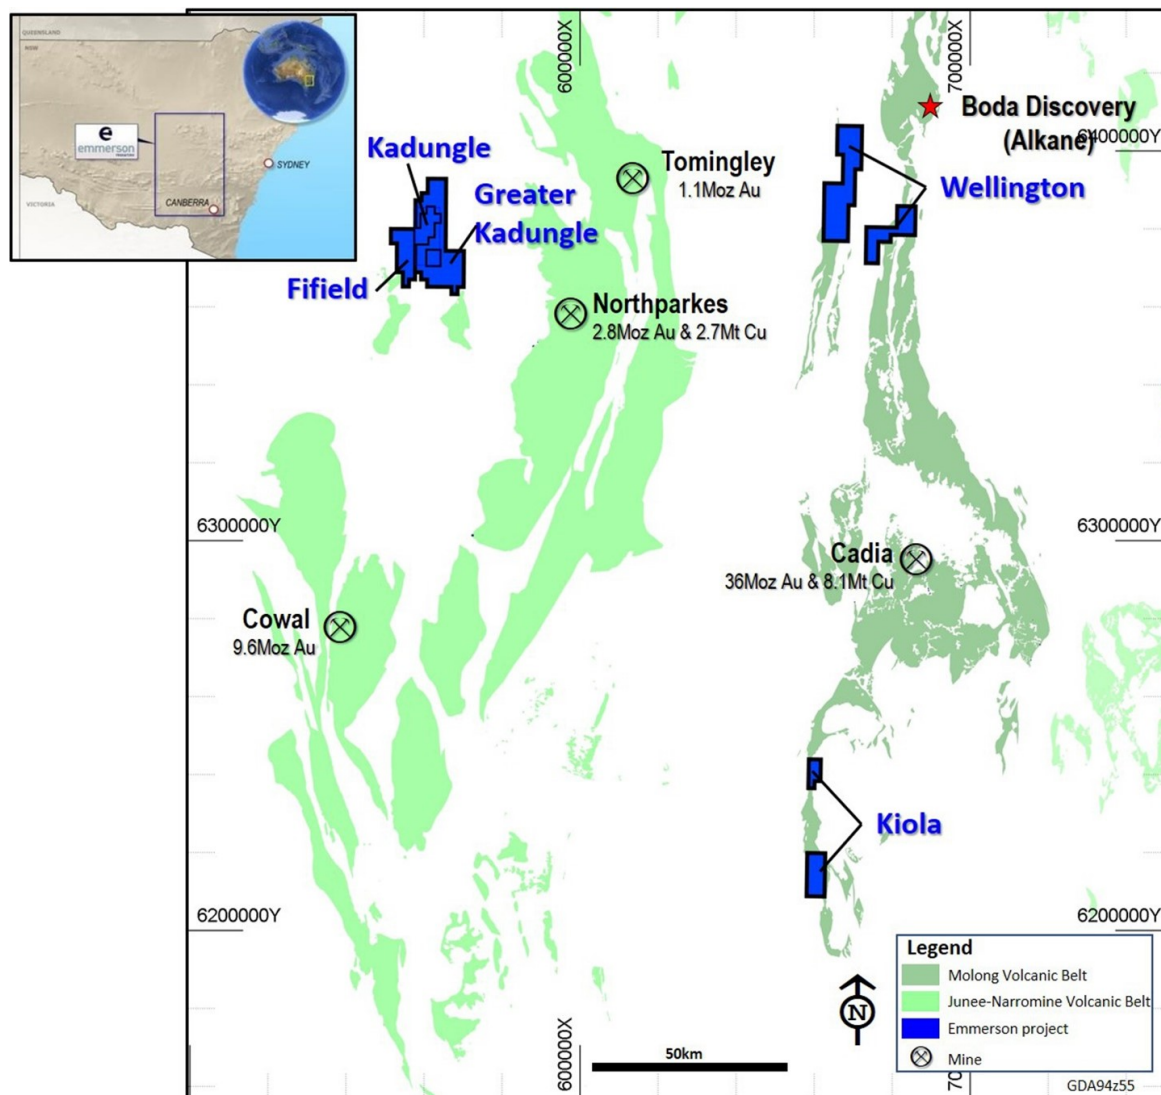 QUEENSLAND
NSW
e
emmerson
SYDNEY
CANBERRA
VICTORIA
600000X
700000X
Boda Discovery
6400000Y
(Alkane)
Kadungle
Tomingley
1.1Moz Au
Wellington
Greater
Kadungle
Fifield
Northparkes
2.8Moz Au & 2.7Mt Cu
6300000Y
6300000Y
Cadia
36Moz Au & 8.1Mt Cu
Cowal
9.6Moz Au
Kiola
6200000Y
6200000Y
Legend
Molong Volcanic Belt
Junee-Narromine Volcanic Belt
Emmerson project
Mine
N
600000X
50km
GDA94z55